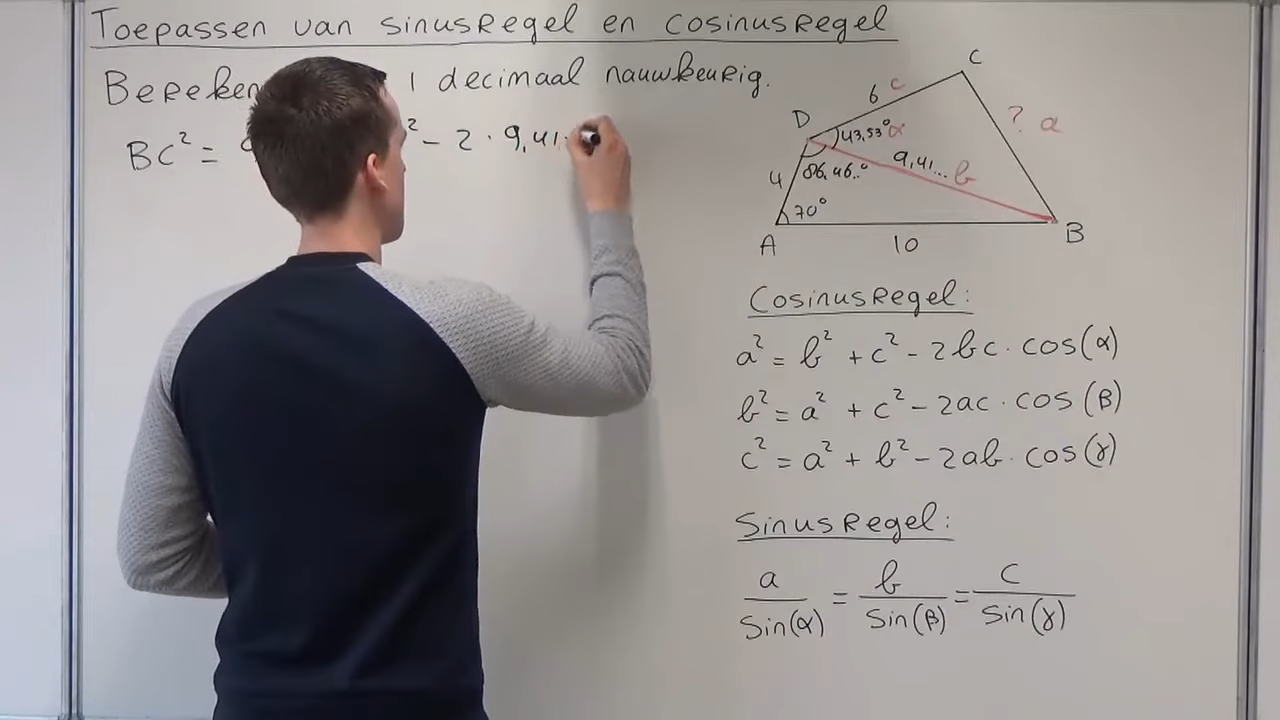 Toepassen van sinusregel en cosinusregel
Bereken 1 decimaal nauwkeurig.
BC² = ² - 2 · 9,41..
C
6 c
D
43,53° α
? a
4
86,46..°
9,41... b
70°
A
10
B
Cosinusregel:
a² = b² + c² - 2bc · cos(α)
b² = a² + c² - 2ac · cos(β)
c² = a² + b² - 2ab · cos(γ)
Sinusregel:
a b c
= =
sin(α) sin(β) sin(γ)